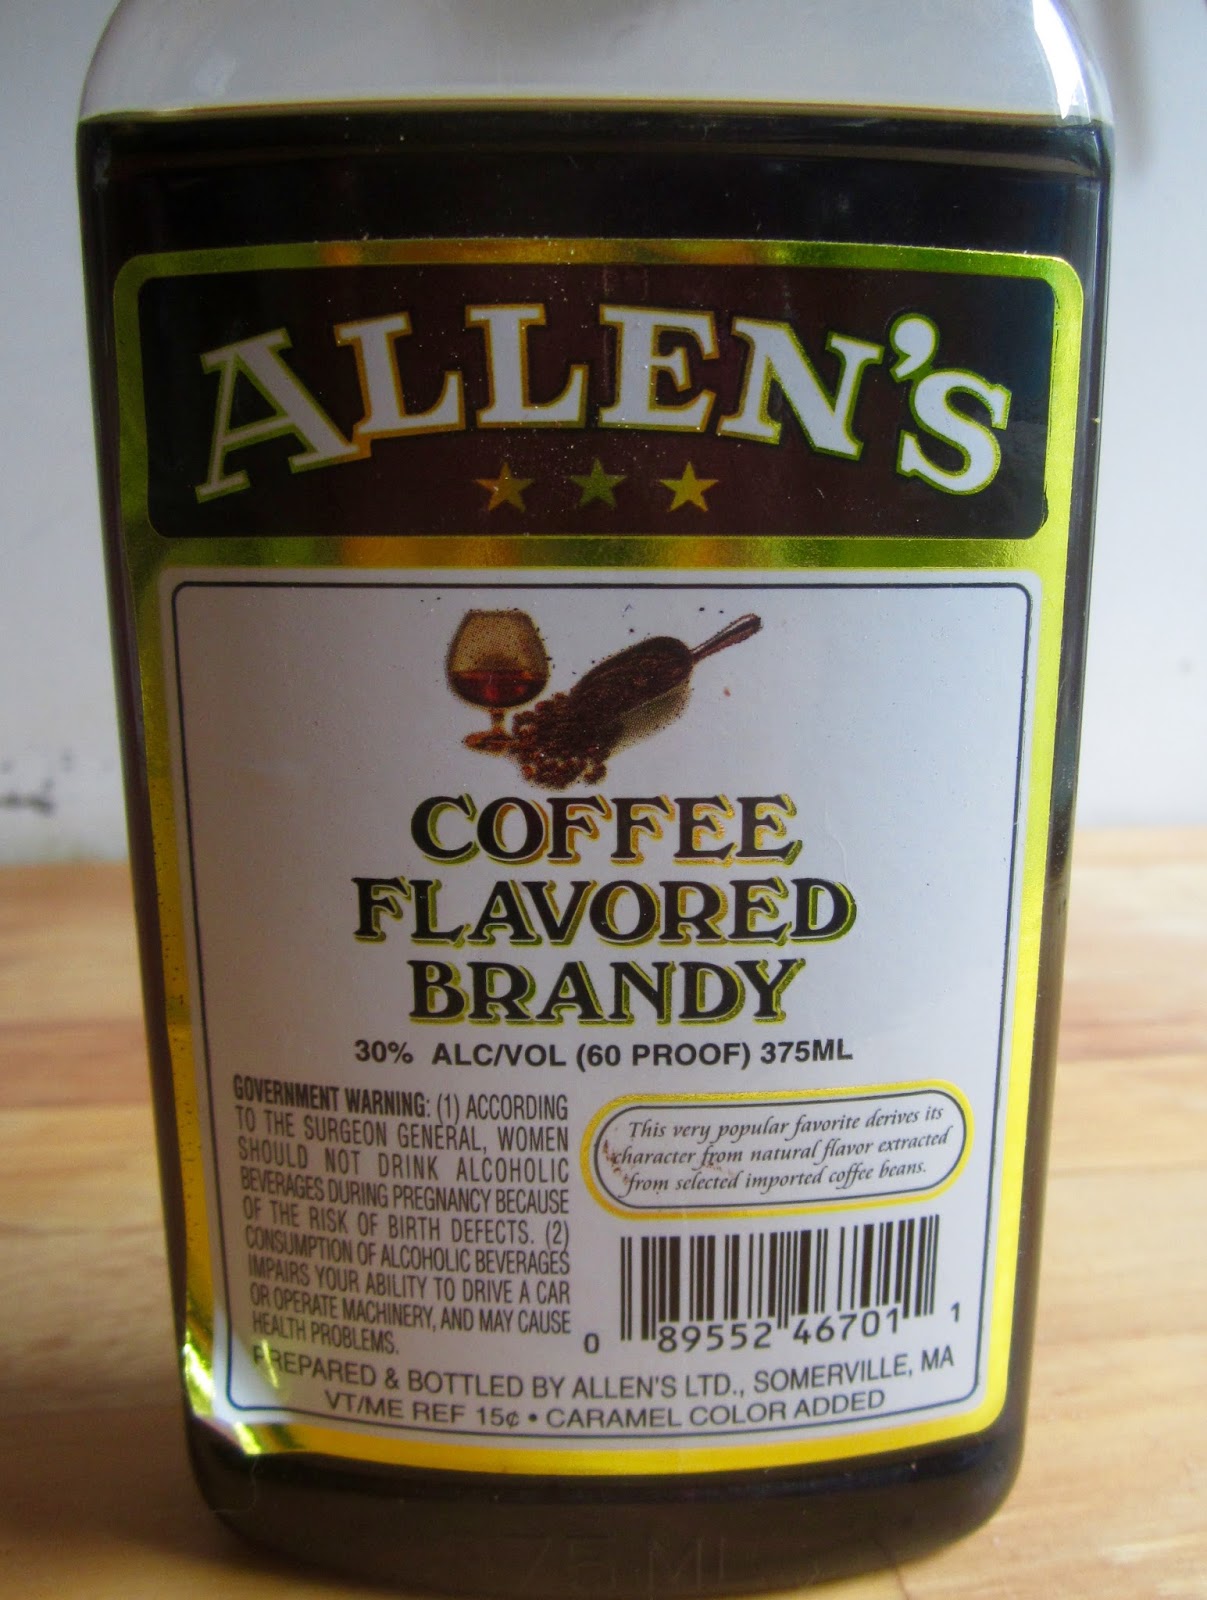 ALLEN'S
COFFEE
FLAVORED
BRANDY
30% ALC/VOL (60 PROOF) 375ML
GOVERNMENT WARNING: (1) ACCORDING
TO THE SURGEON GENERAL, WOMEN
SHOULD NOT DRINK ALCOHOLIC
BEVERAGES DURING PREGNANCY BECAUSE
OF THE RISK OF BIRTH DEFECTS. (2)
CONSUMPTION OF ALCOHOLIC BEVERAGES
IMPAIRS YOUR ABILITY TO DRIVE A CAR
OR OPERATE MACHINERY, AND MAY CAUSE
HEALTH PROBLEMS.
This very popular favorite derives its
character from natural flavor extracted
from selected imported coffee beans.
0 89552 46701 1
PREPARED & BOTTLED BY ALLEN'S LTD., SOMERVILLE, MA
VT/ME REF 15¢ • CARAMEL COLOR ADDED
375 ML